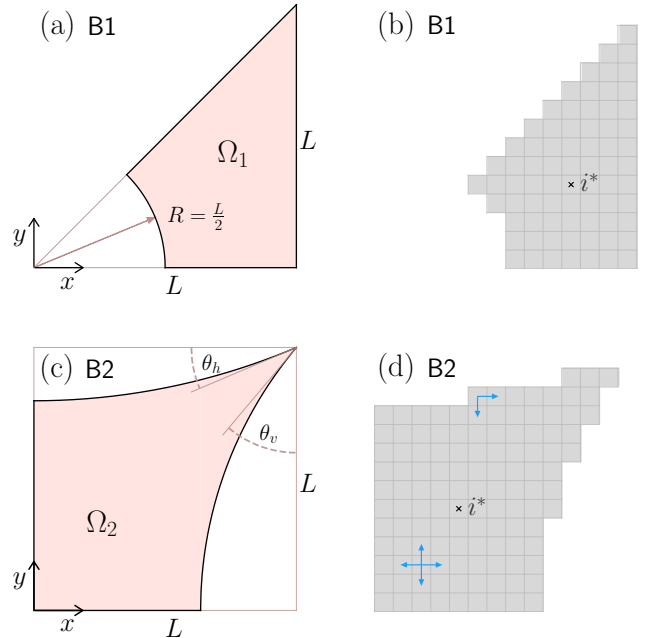 (a) B1
Ω₁
L
R = L/2
y
x
L
(b) B1
i*
(c) B2
θₕ
θᵥ
L
Ω₂
y
x
L
(d) B2
i*